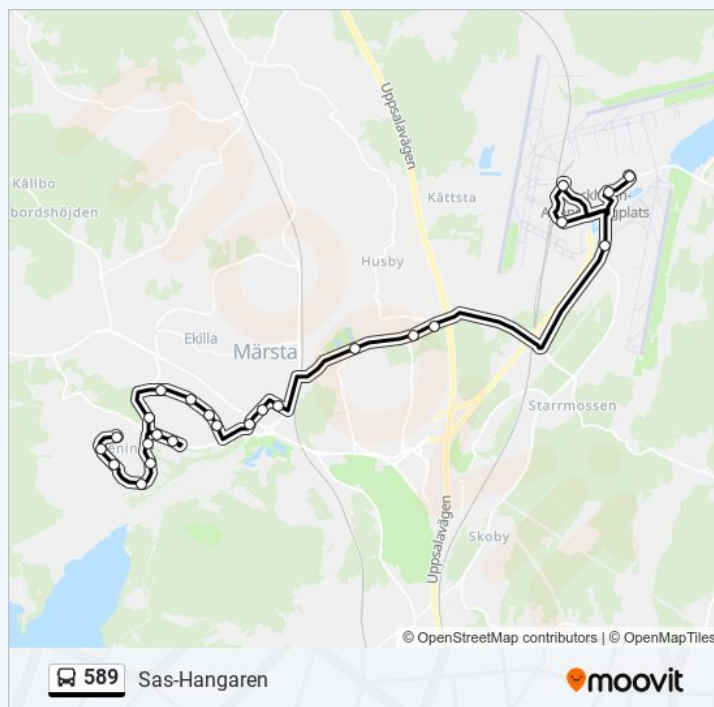 Uppsalavägen
Källbo
bordshöjden
Kättsta
Husby
Ekilla
Märsta
Starrmossen
Skoby
Uppsalavägen
© OpenStreetMap contributors | © OpenMapTiles
589 Sas-Hangaren moovit